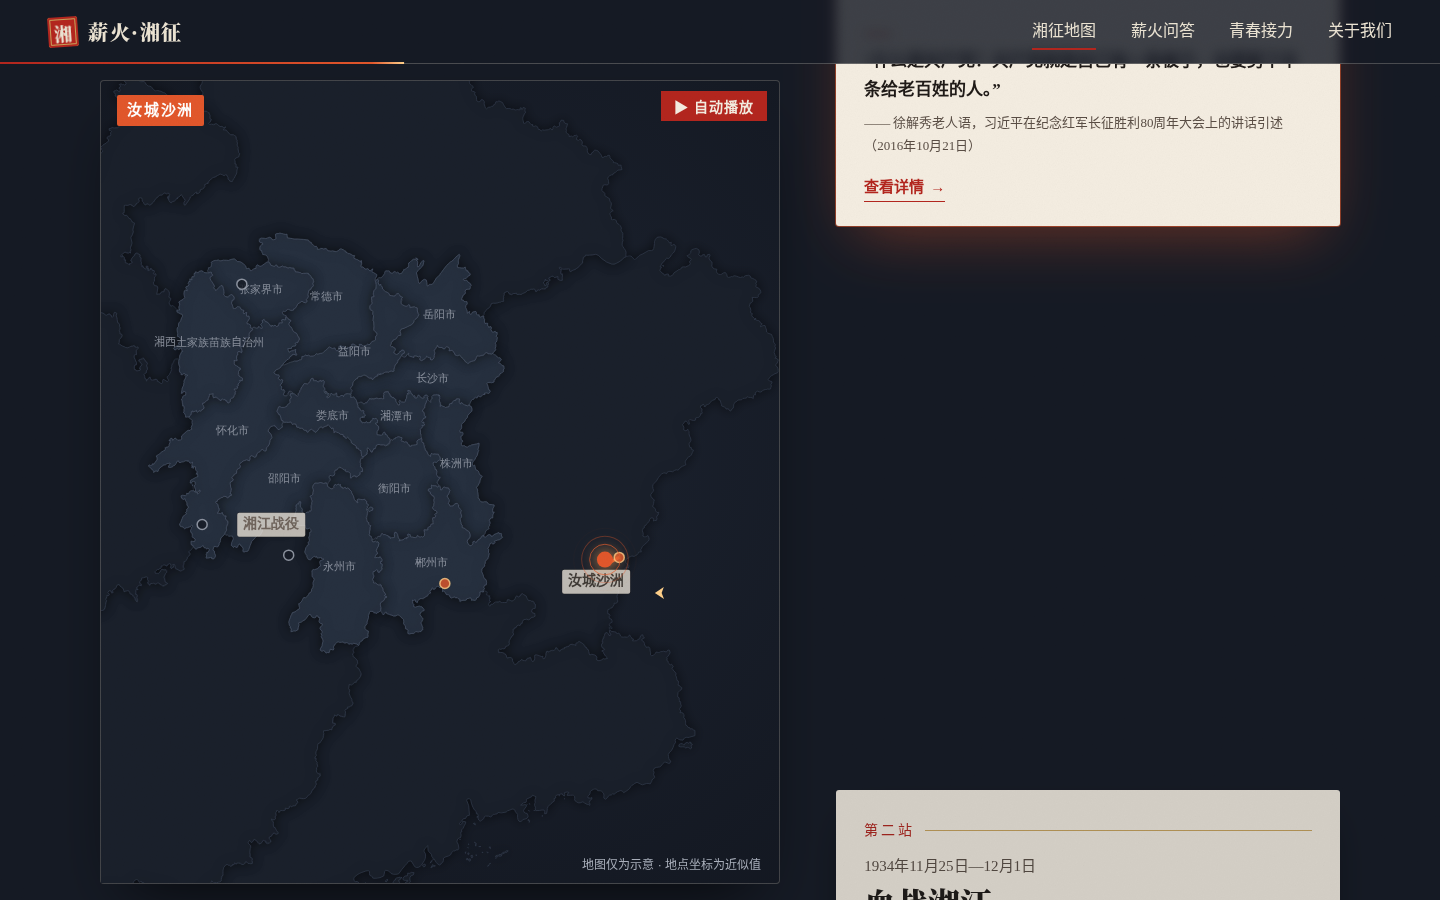 湘 薪火·湘征
湘征地图 薪火问答 青春接力 关于我们
汝城沙洲
▶ 自动播放
张家界市
常德市
岳阳市
湘西土家族苗族自治州
益阳市
长沙市
娄底市
湘潭市
怀化市
株洲市
邵阳市
衡阳市
湘江战役
永州市
郴州市
汝城沙洲
地图仅为示意 · 地点坐标为近似值
条给老百姓的人。”
—— 徐解秀老人语，习近平在纪念红军长征胜利80周年大会上的讲话引述
（2016年10月21日）
查看详情 →
第二站
1934年11月25日—12月1日
血战湘江